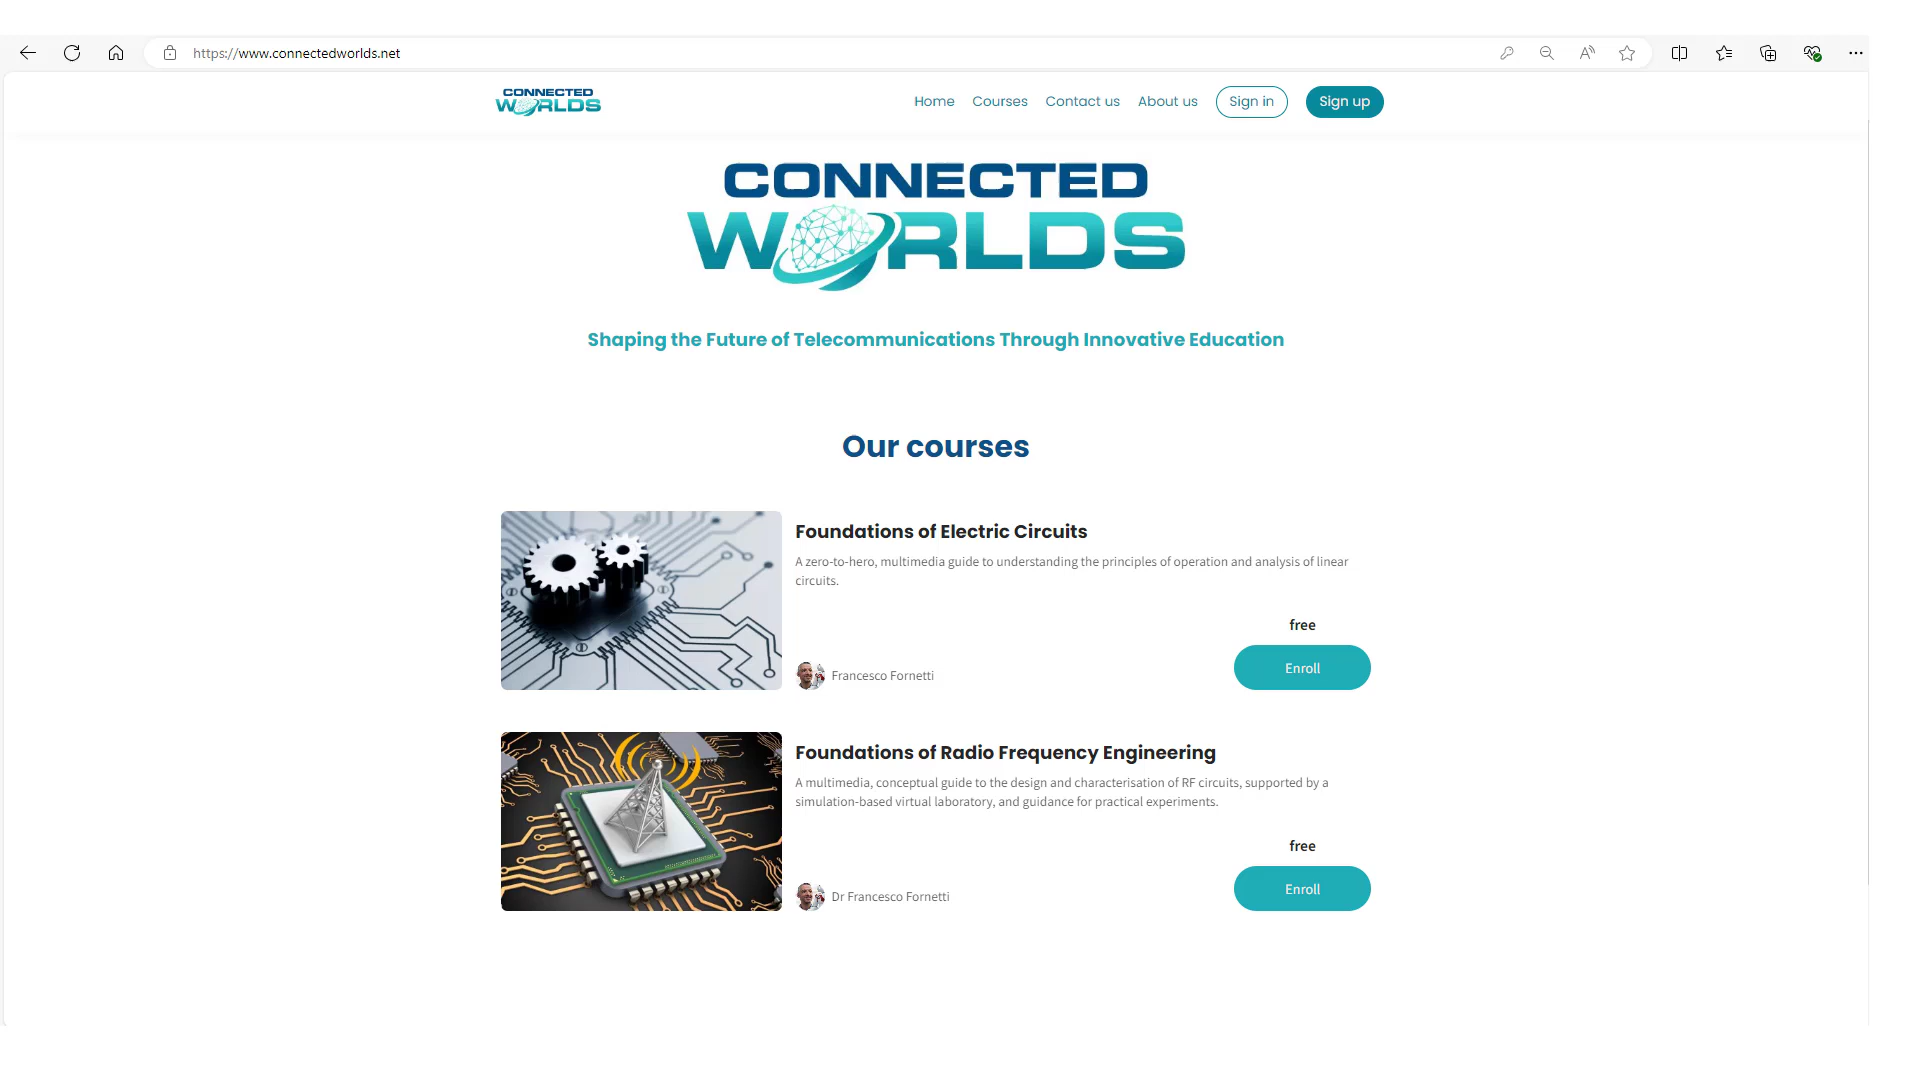 https://www.connectedworlds.net
CONNECTED
WORLDS
Home
Courses
Contact us
About us
Sign in
Sign up
CONNECTED
WORLDS
Shaping the Future of Telecommunications Through Innovative Education
Our courses
Foundations of Electric Circuits
A zero-to-hero, multimedia guide to understanding the principles of operation and analysis of linear
circuits.
free
Enroll
Francesco Fornetti
Foundations of Radio Frequency Engineering
A multimedia, conceptual guide to the design and characterisation of RF circuits, supported by a
simulation-based virtual laboratory, and guidance for practical experiments.
free
Enroll
Dr Francesco Fornetti